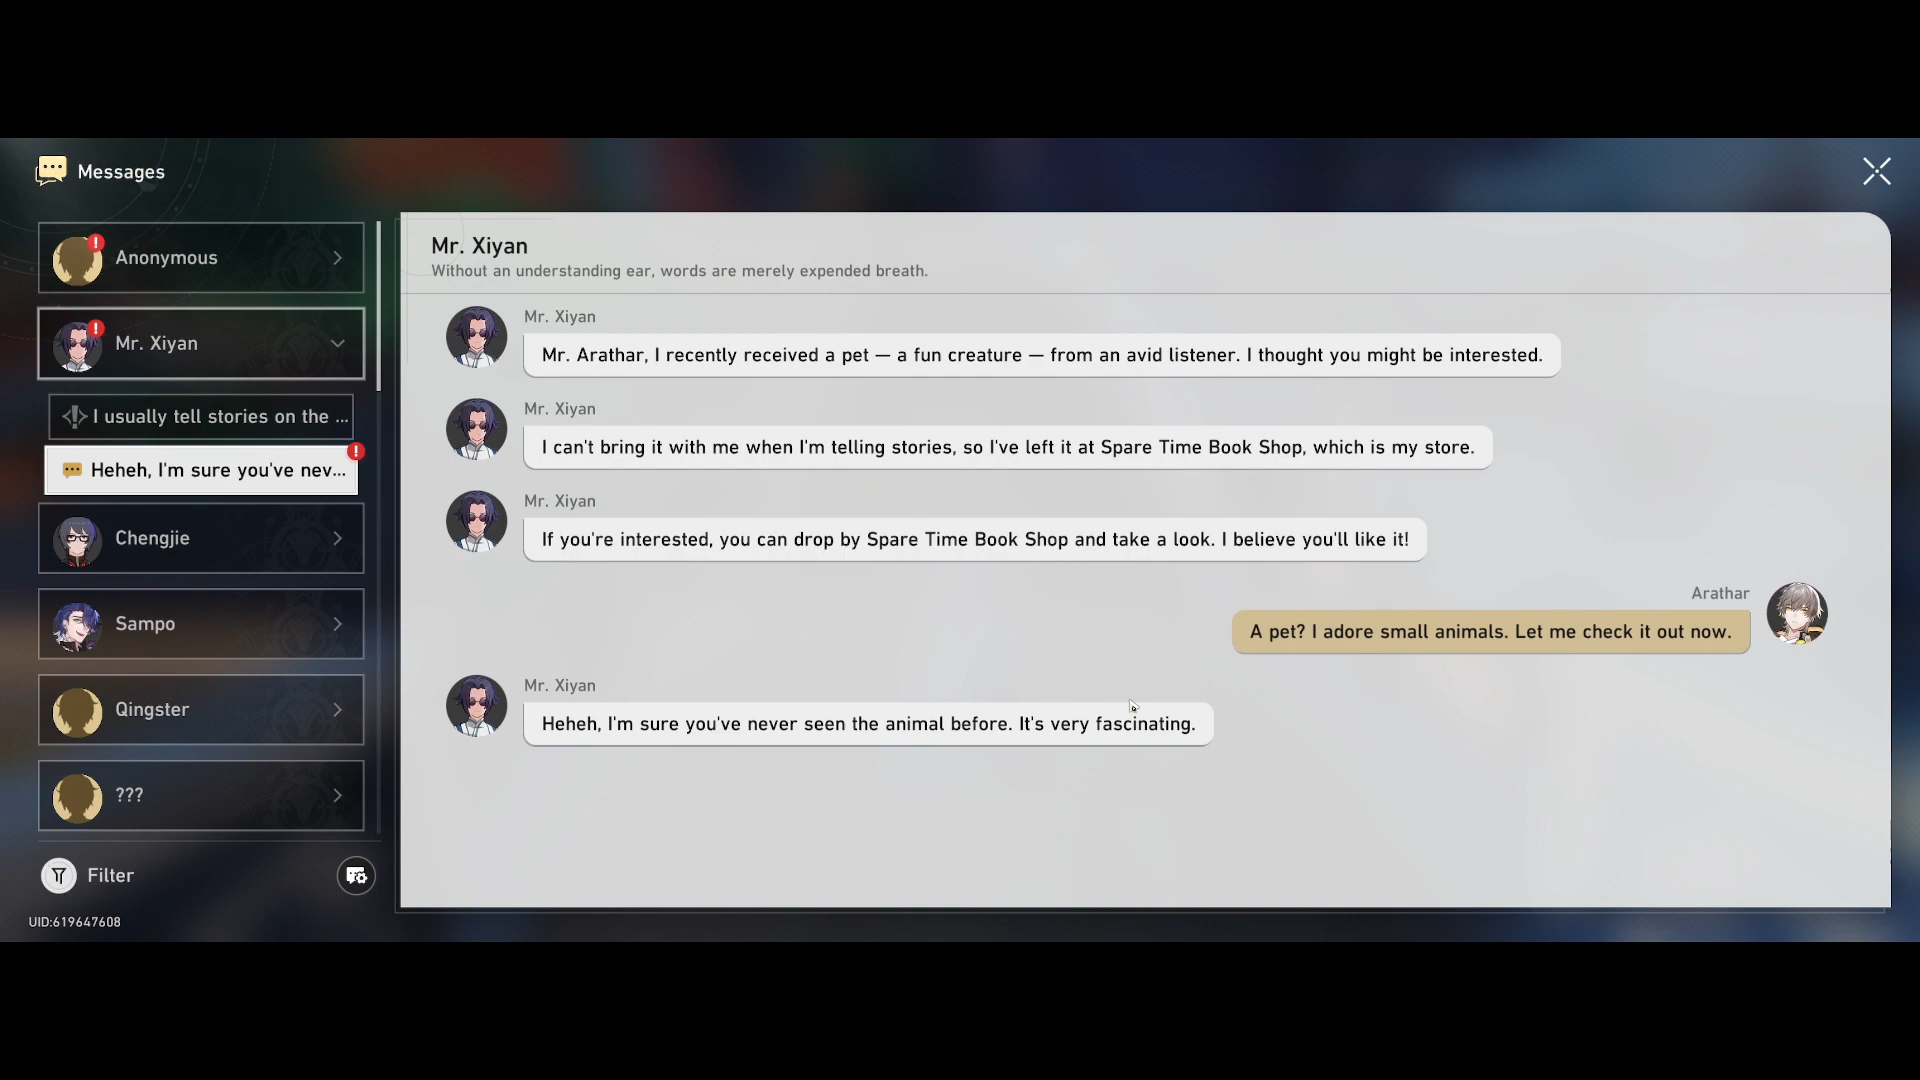 Messages
Anonymous
Mr. Xiyan
I usually tell stories on the ...
Heheh, I'm sure you've nev...
Chengjie
Sampo
Qingster
???
Filter
UID:619647608
Mr. Xiyan
Without an understanding ear, words are merely expended breath.
Mr. Xiyan
Mr. Arathar, I recently received a pet — a fun creature — from an avid listener. I thought you might be interested.
Mr. Xiyan
I can't bring it with me when I'm telling stories, so I've left it at Spare Time Book Shop, which is my store.
Mr. Xiyan
If you're interested, you can drop by Spare Time Book Shop and take a look. I believe you'll like it!
Arathar
A pet? I adore small animals. Let me check it out now.
Mr. Xiyan
Heheh, I'm sure you've never seen the animal before. It's very fascinating.